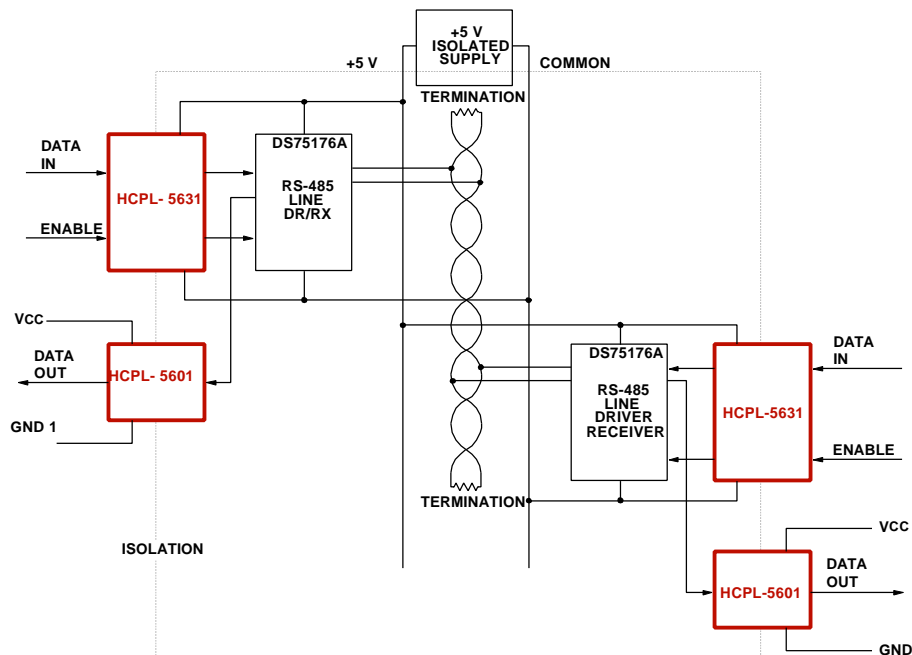 +5 V
ISOLATED
SUPPLY
+5 V
COMMON
TERMINATION
DATA
IN
ENABLE
HCPL- 5631
DS75176A
RS-485
LINE
DR/RX
VCC
DATA
OUT
HCPL- 5601
GND 1
DS75176A
RS-485
LINE
DRIVER
RECEIVER
HCPL-5631
DATA
IN
ENABLE
TERMINATION
ISOLATION
VCC
HCPL-5601
DATA
OUT
GND